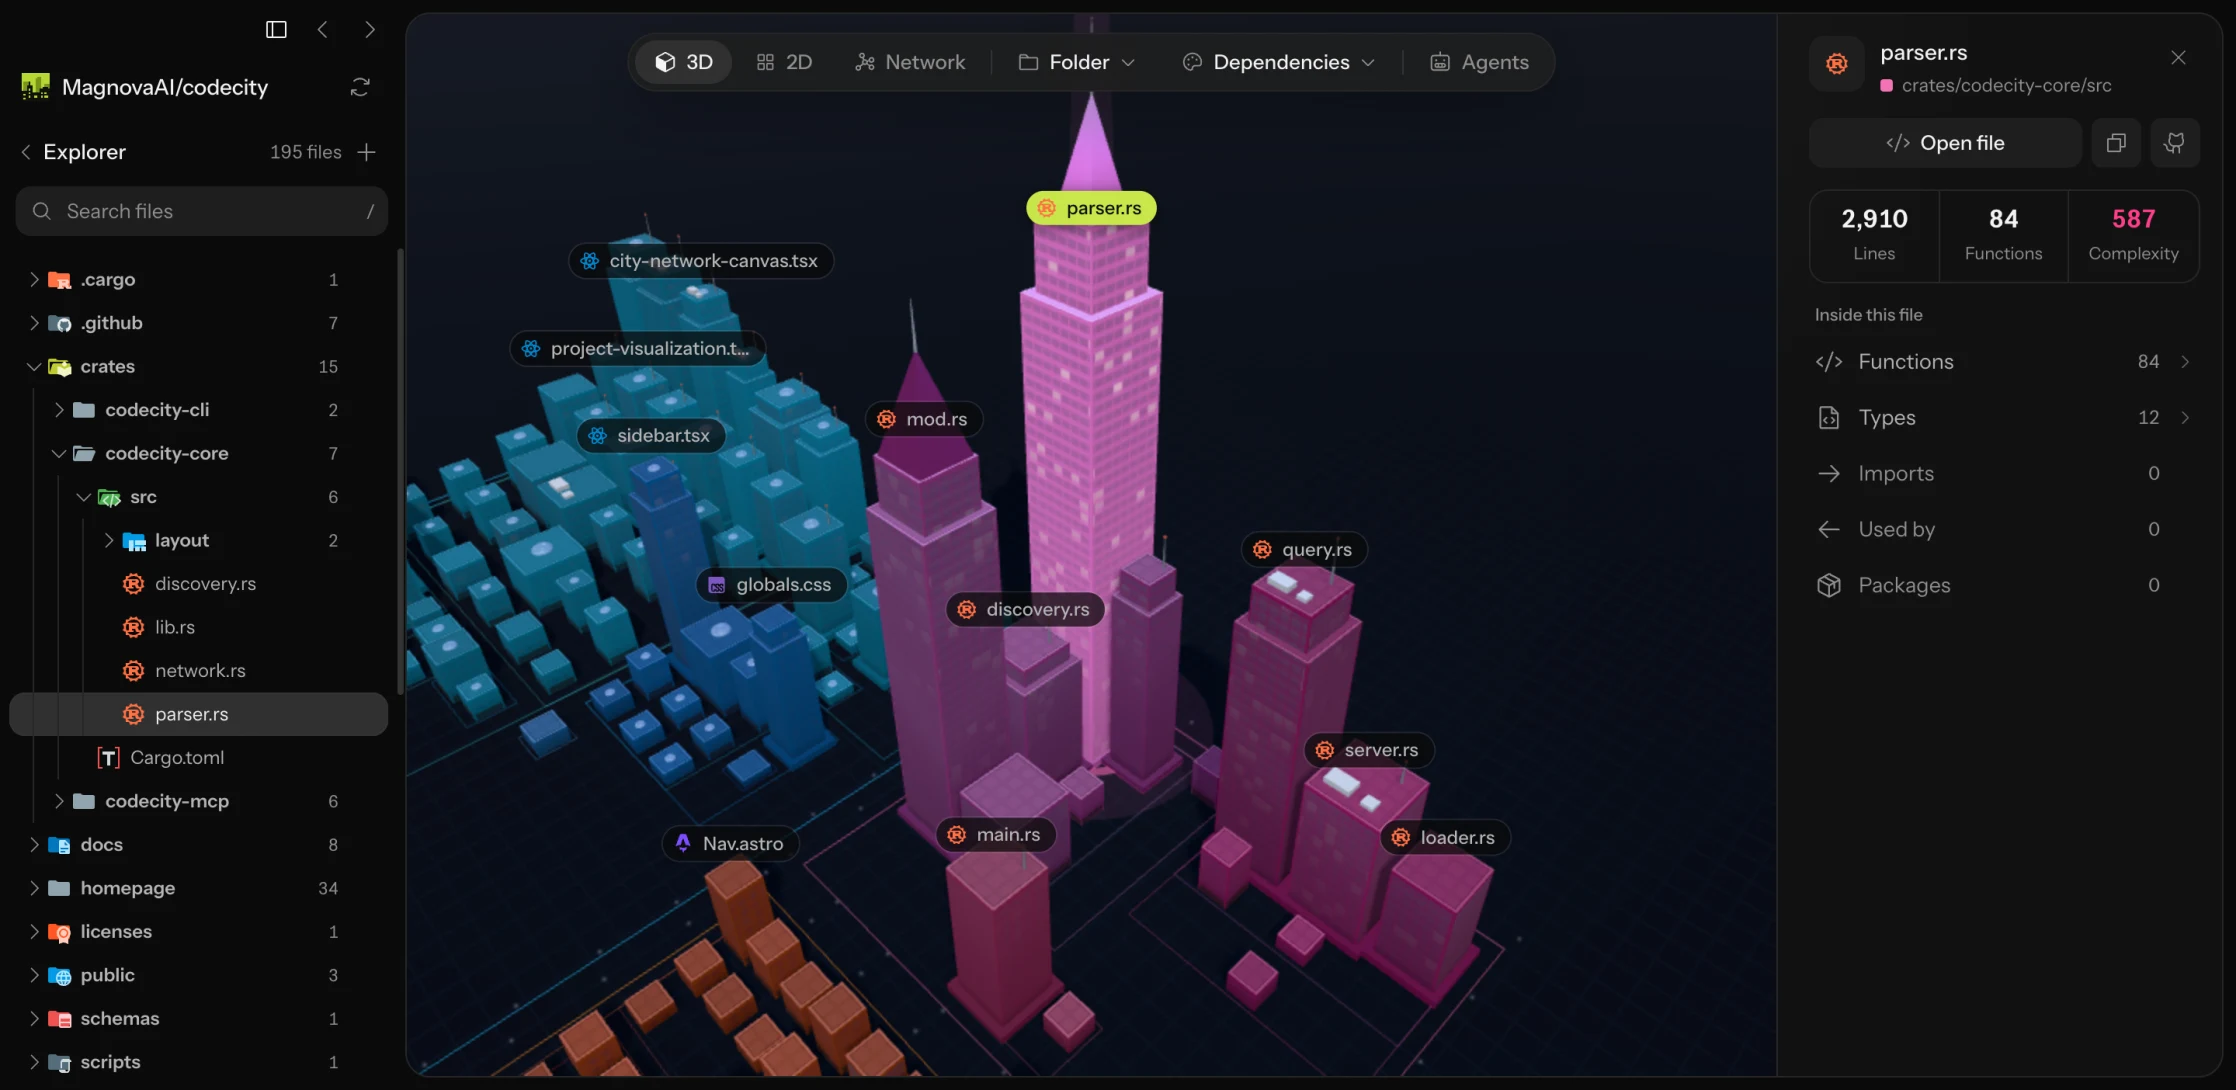 MagnovaAI/codecity
Explorer
195 files
Search files
/
.cargo 1
.github 7
crates 15
codecity-cli 2
codecity-core 7
src 6
layout 2
discovery.rs
lib.rs
network.rs
parser.rs
Cargo.toml
codecity-mcp 6
docs 8
homepage 34
licenses 1
public 3
schemas 1
scripts 1
3D
2D
Network
Folder
Dependencies
Agents
parser.rs
city-network-canvas.tsx
project-visualization.t...
mod.rs
sidebar.tsx
query.rs
globals.css
discovery.rs
server.rs
main.rs
loader.rs
Nav.astro
parser.rs
crates/codecity-core/src
Open file
2,910
Lines
84
Functions
587
Complexity
Inside this file
Functions 84
Types 12
Imports 0
Used by 0
Packages 0